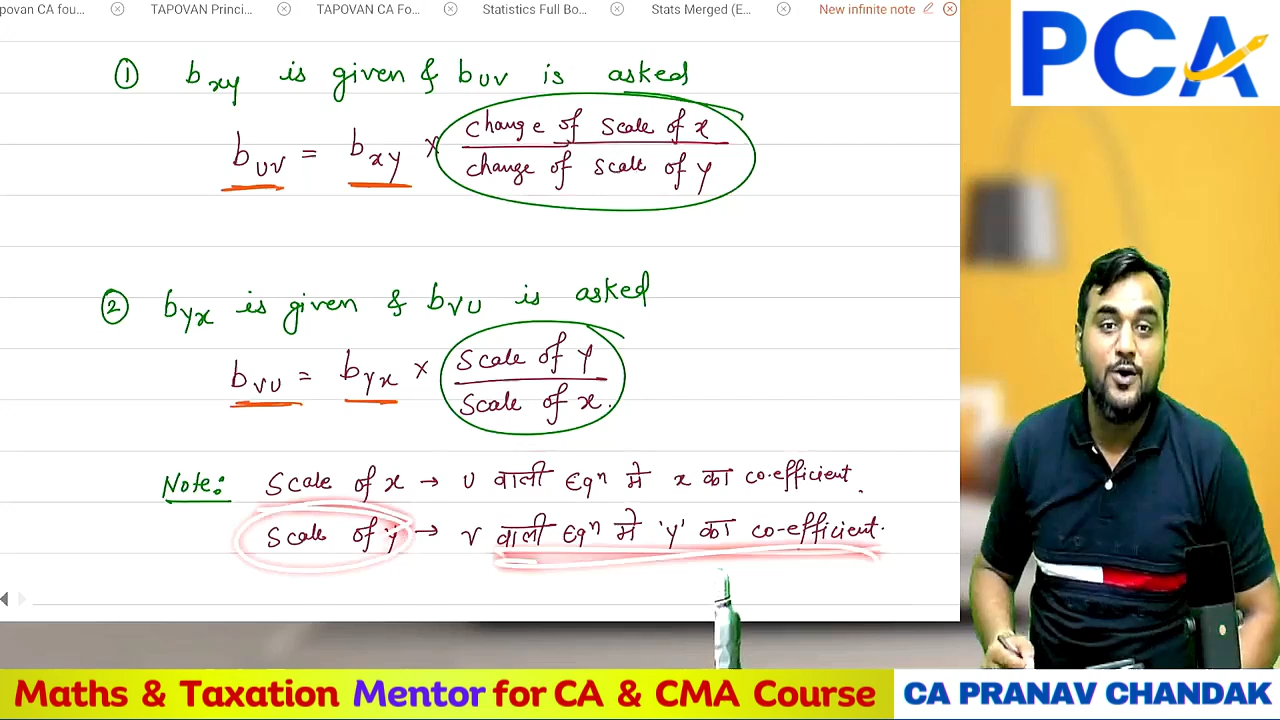 apovan CA fou...
TAPOVAN Princi...
TAPOVAN CA Fo...
Statistics Full Bo...
Stats Merged (E...
New infinite note
PCA
① bxy is given & buv is asked
buv = bxy × change of scale of x / change of scale of y
② byx is given & bvu is asked
bvu = byx × Scale of y / Scale of x.
Note: Scale of x → u वाली Eqⁿ मे x का co-efficient.
Scale of y → v वाली Eqⁿ मे 'y' का co-efficient.
Maths & Taxation Mentor for CA & CMA Course
CA PRANAV CHANDAK